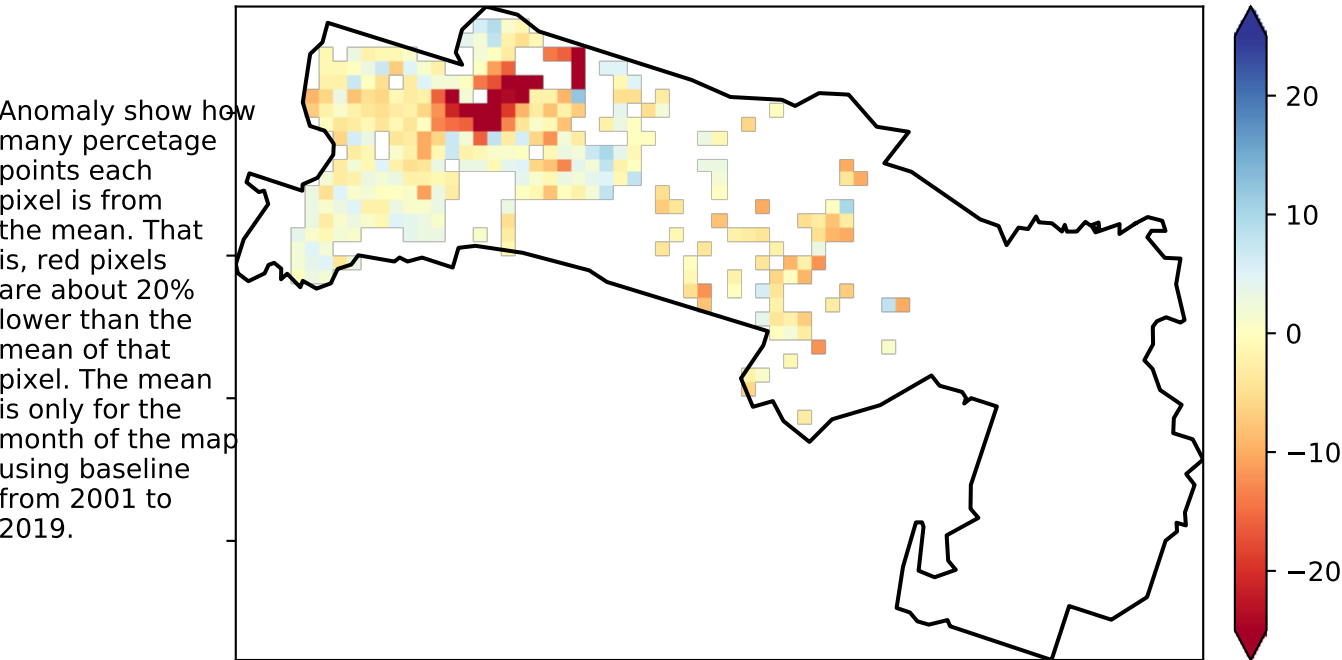 Anomaly show how
many percetage
points each
pixel is from
the mean. That
is, red pixels
are about 20%
lower than the
mean of that
pixel. The mean
is only for the
month of the map
using baseline
from 2001 to
2019.
20
10
0
−10
−20